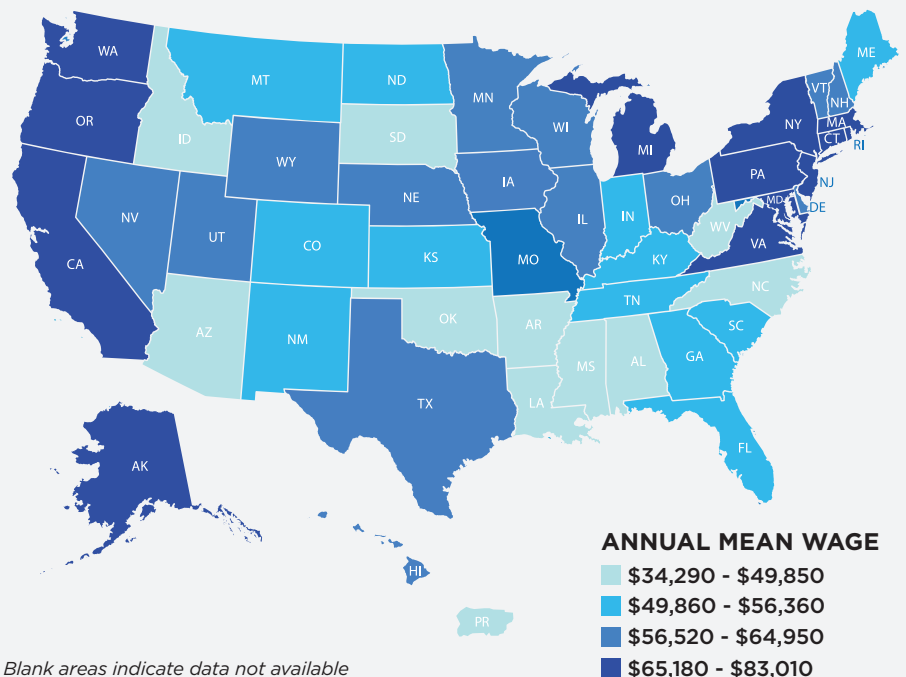 WA
MT
ND
ME
MN
VT
NH
OR
ID
SD
WI
NY
MA
CT
RI
MI
WY
PA
NJ
IA
NE
OH
MD
DE
NV
IL
IN
UT
WV
CO
VA
CA
KS
MO
KY
NC
TN
AZ
OK
NM
AR
SC
MS
AL
GA
TX
LA
FL
AK
HI
PR
ANNUAL MEAN WAGE
$34,290 - $49,850
$49,860 - $56,360
$56,520 - $64,950
$65,180 - $83,010
Blank areas indicate data not available